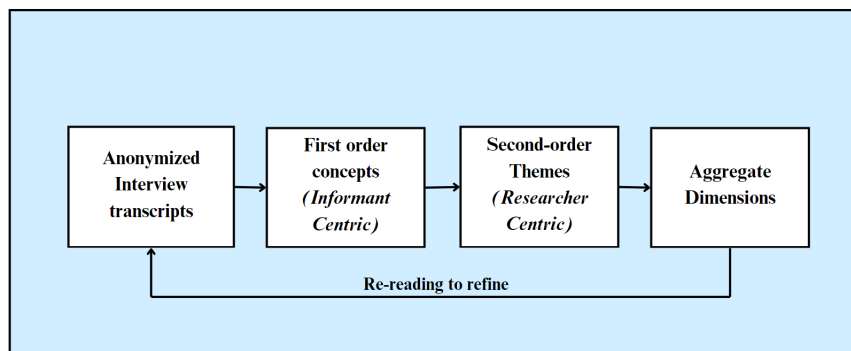 Anonymized
Interview
transcripts
First order
concepts
(Informant
Centric)
Second-order
Themes
(Researcher
Centric)
Aggregate
Dimensions
Re-reading to refine